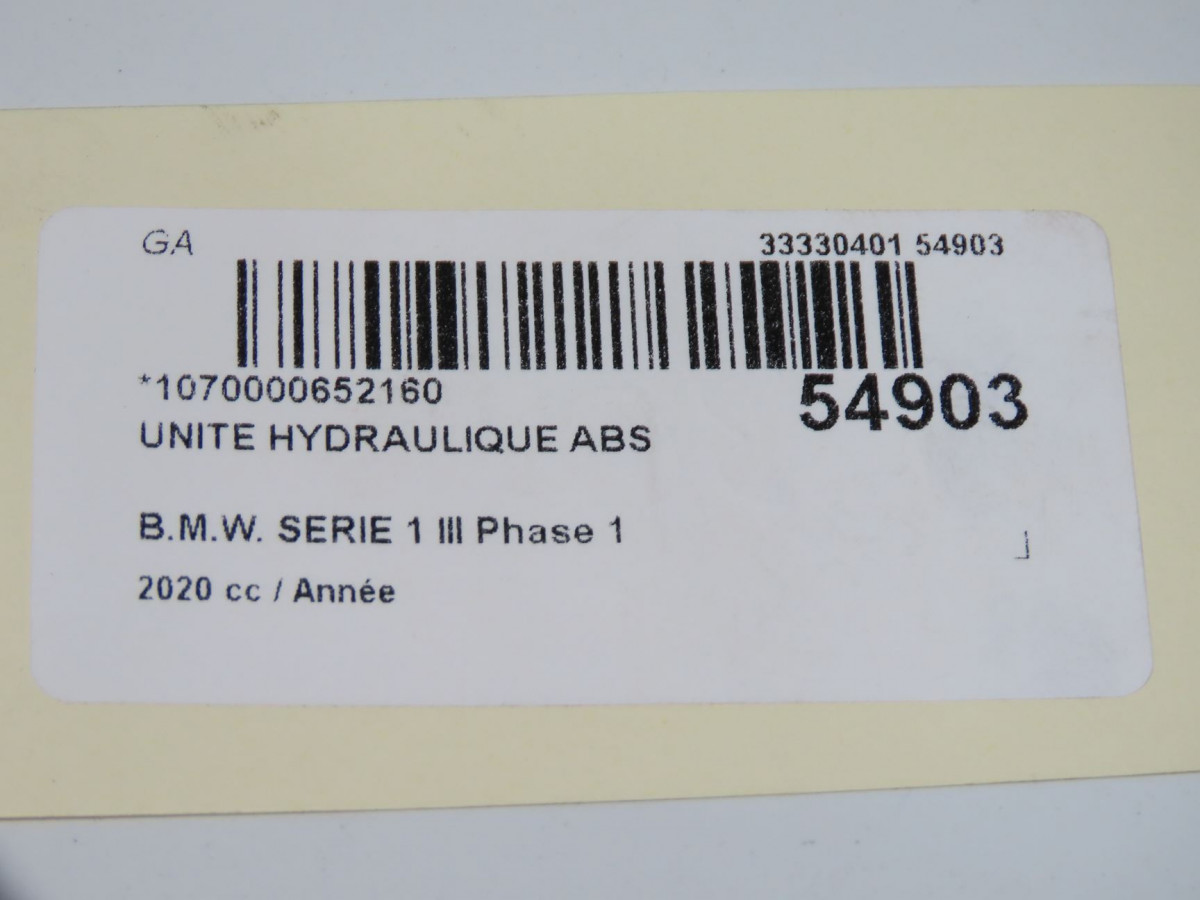 GA 33330401 54903
*1070000652160
54903
UNITE HYDRAULIQUE ABS
B.M.W. SERIE 1 III Phase 1
2020 cc / Année